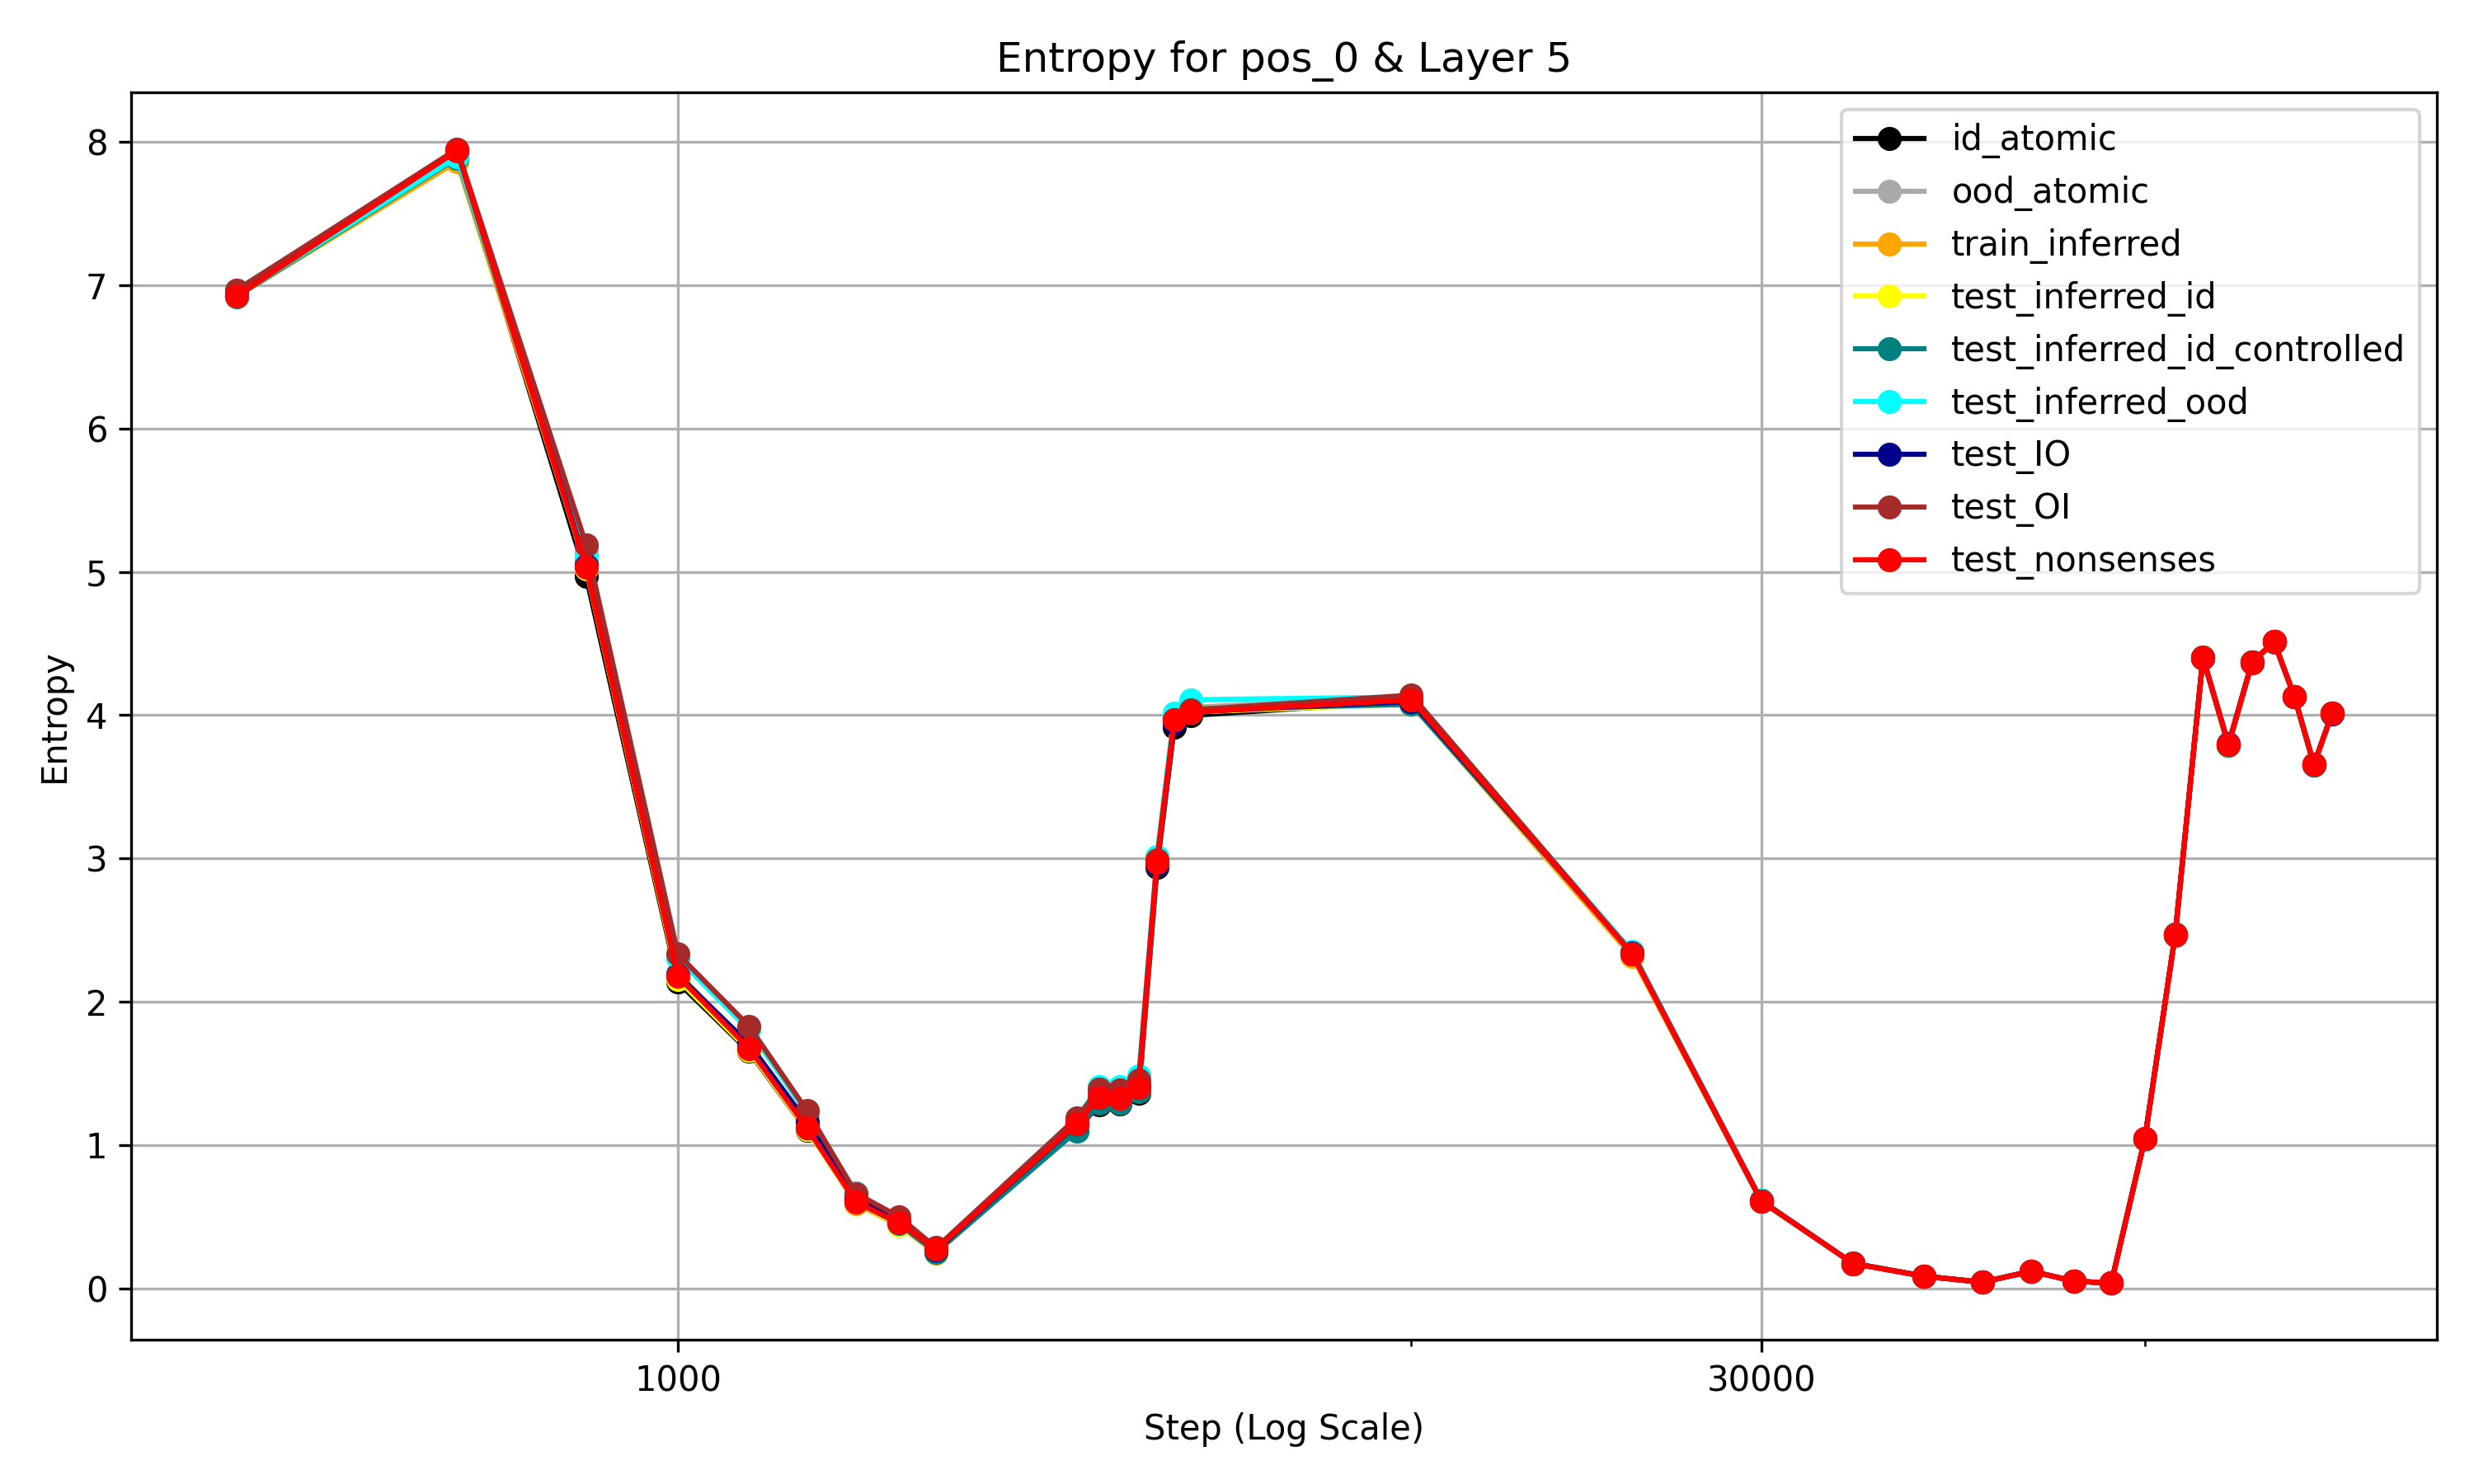 Entropy for pos_0 & Layer 5
8
7
6
5
4
3
2
1
0
Entropy
1000
30000
Step (Log Scale)
id_atomic
ood_atomic
train_inferred
test_inferred_id
test_inferred_id_controlled
test_inferred_ood
test_IO
test_OI
test_nonsenses